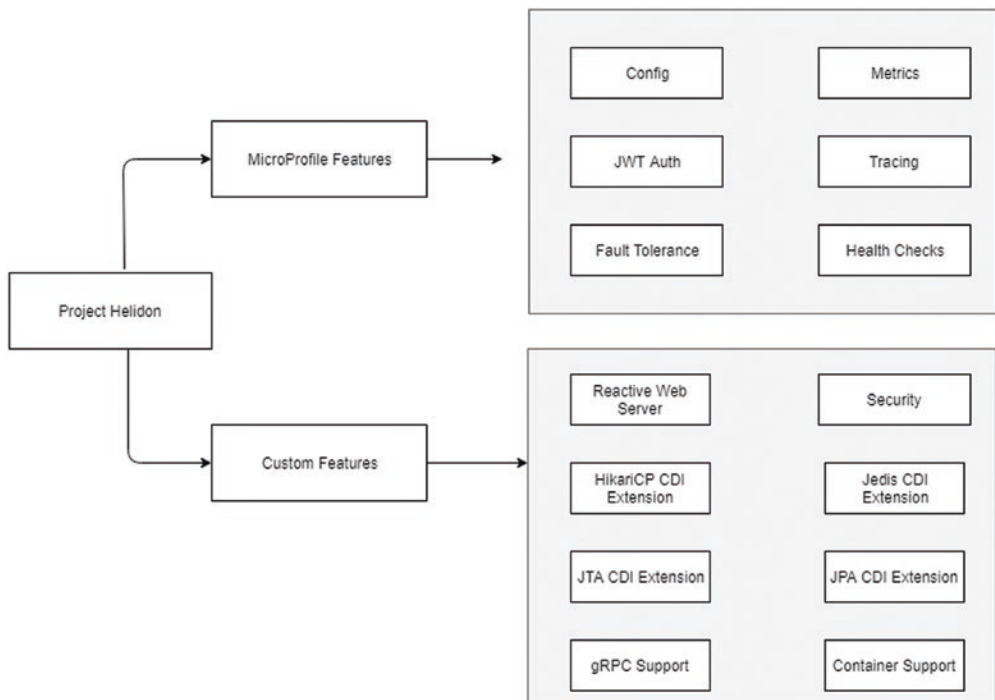 Config
Metrics
MicroProfile Features
JWT Auth
Tracing
Fault Tolerance
Health Checks
Project Helidon
Reactive Web
Server
Security
Custom Features
HikariCP CDI
Extension
Jedis CDI
Extension
JTA CDI Extension
JPA CDI Extension
gRPC Support
Container Support